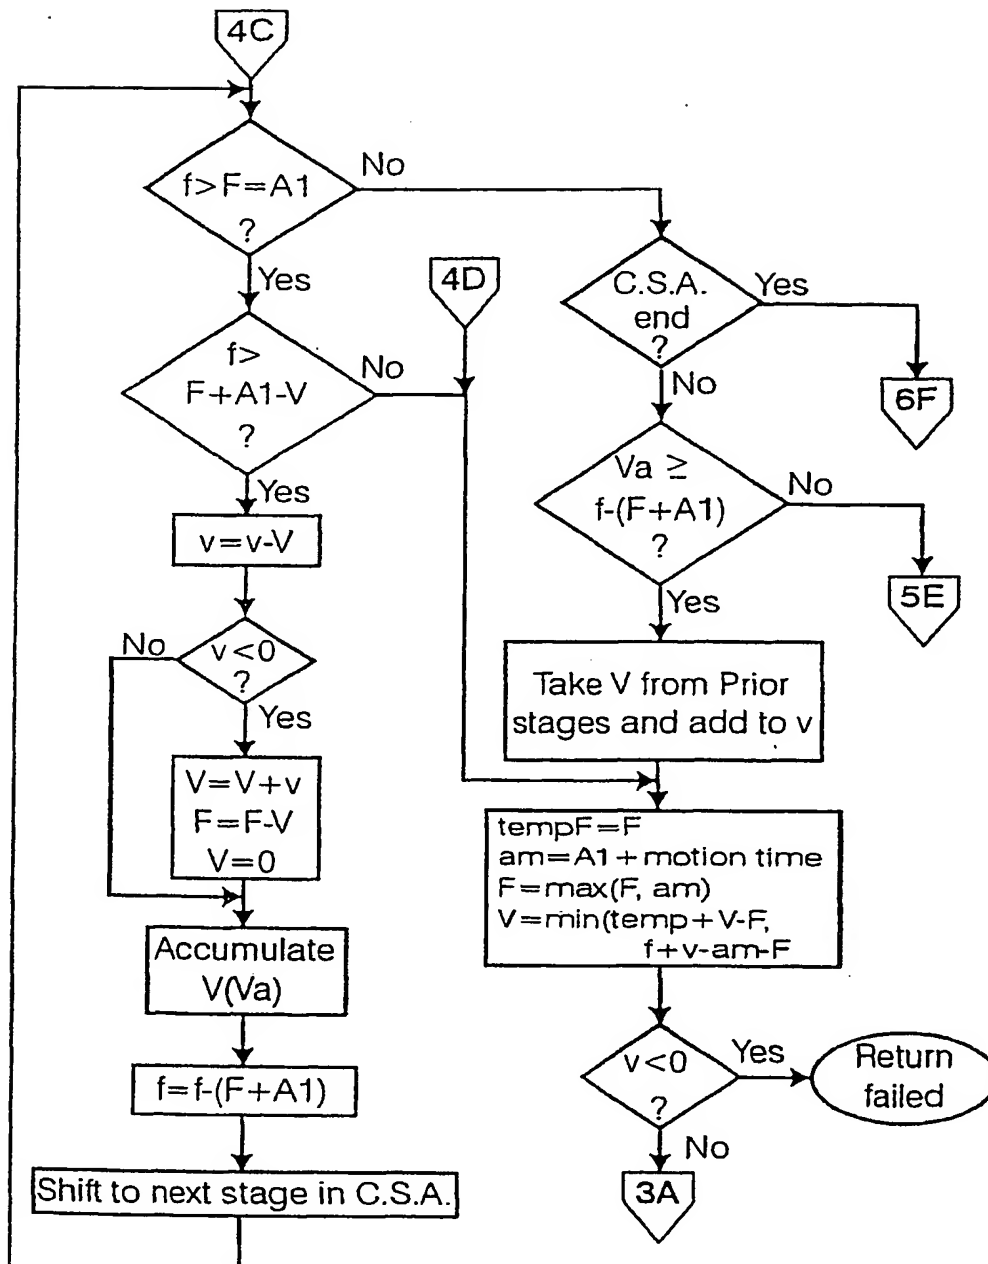 4C
f>F=A1
?
No
Yes
4D
C.S.A.
end
?
Yes
No
6F
f>
F+A1-V
?
No
Yes
Va ≥
f-(F+A1)
?
No
Yes
5E
v=v-V
v<0
?
No
Yes
V=V+v
F=F-V
V=0
Take V from Prior
stages and add to v
tempF=F
am=A1+motion time
F=max(F, am)
V=min(temp+V-F,
f+v-am-F
Accumulate
V(Va)
f=f-(F+A1)
Shift to next stage in C.S.A.
v<0
?
Yes
No
Return
failed
3A